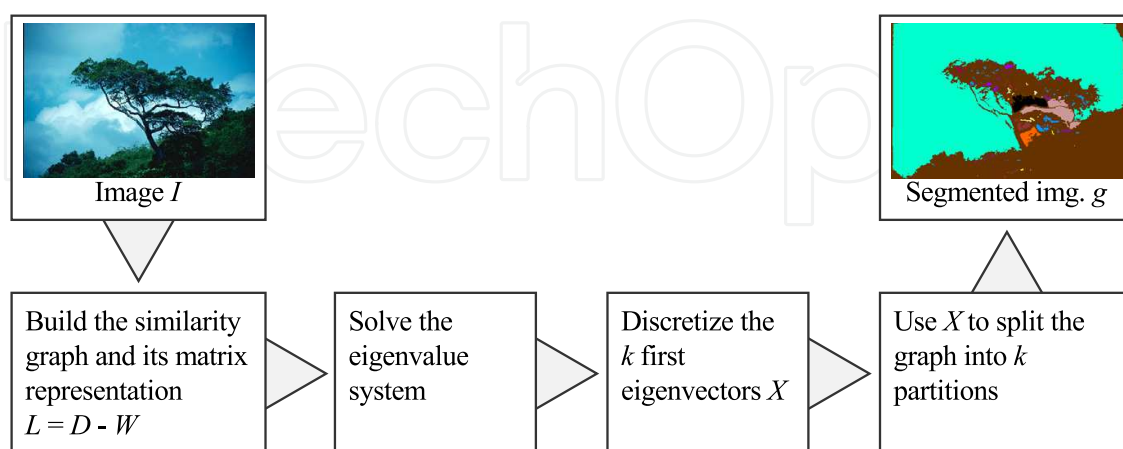 Image I
Segmented img. g
Build the similarity
graph and its matrix
representation
L = D - W
Solve the
eigenvalue
system
Discretize the
k first
eigenvectors X
Use X to split the
graph into k
partitions